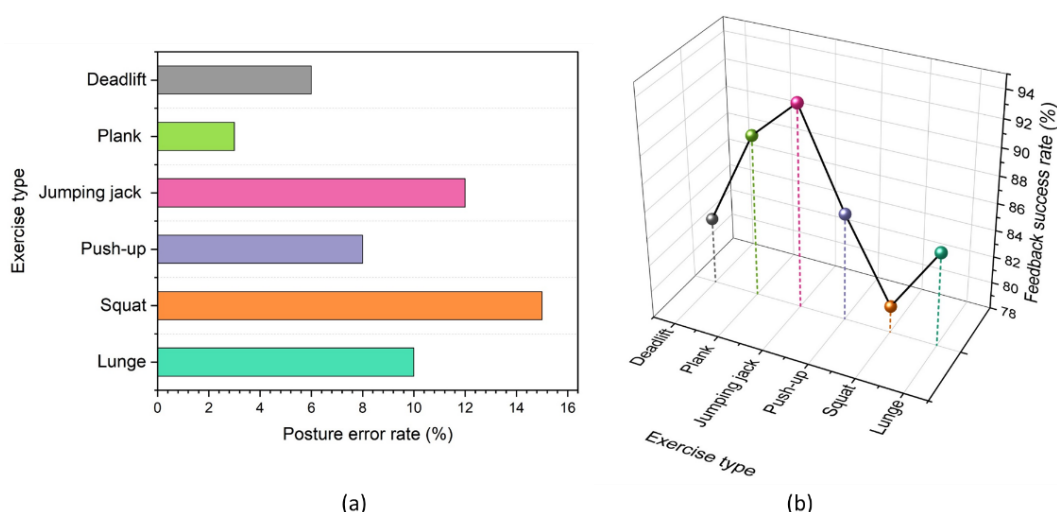 Deadlift
Plank
Jumping jack
Push-up
Squat
Lunge
Exercise type
0 2 4 6 8 10 12 14 16
Posture error rate (%)
(a)
94
92
90
88
86
84
82
80
78
Feedback success rate (%)
Deadlift
Plank
Jumping jack
Push-up
Squat
Lunge
Exercise type
(b)